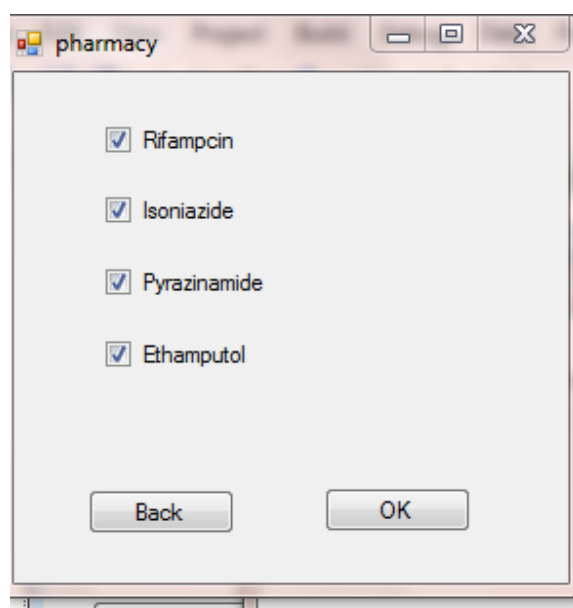 pharmacy
Rifampcin
Isoniazide
Pyrazinamide
Ethamputol
Back OK